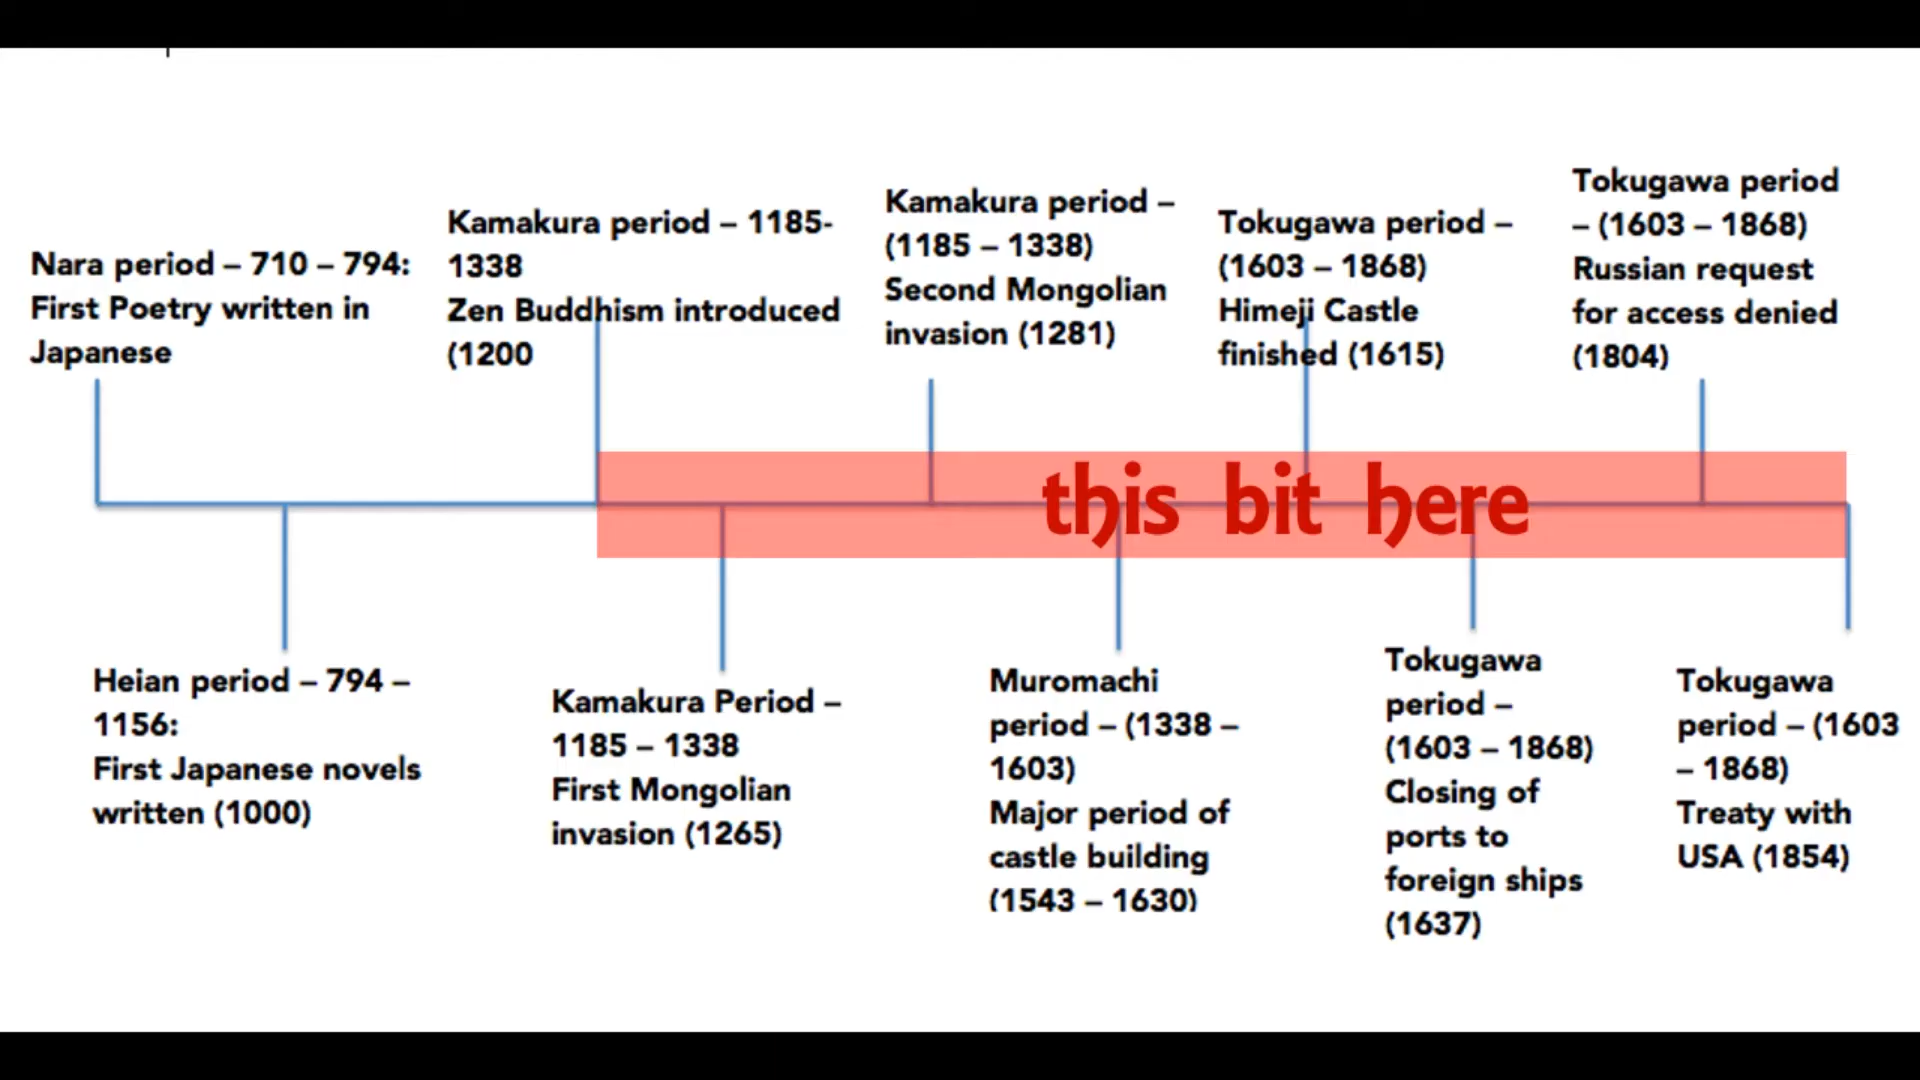 Nara period – 710 – 794:
First Poetry written in
Japanese
Kamakura period – 1185-
1338
Zen Buddhism introduced
(1200
Kamakura period –
(1185 – 1338)
Second Mongolian
invasion (1281)
Tokugawa period –
(1603 – 1868)
Himeji Castle
finished (1615)
Tokugawa period
– (1603 – 1868)
Russian request
for access denied
(1804)
this bit here
Heian period – 794 –
1156:
First Japanese novels
written (1000)
Kamakura Period –
1185 – 1338
First Mongolian
invasion (1265)
Muromachi
period – (1338 –
1603)
Major period of
castle building
(1543 – 1630)
Tokugawa
period –
(1603 – 1868)
Closing of
ports to
foreign ships
(1637)
Tokugawa
period – (1603
– 1868)
Treaty with
USA (1854)